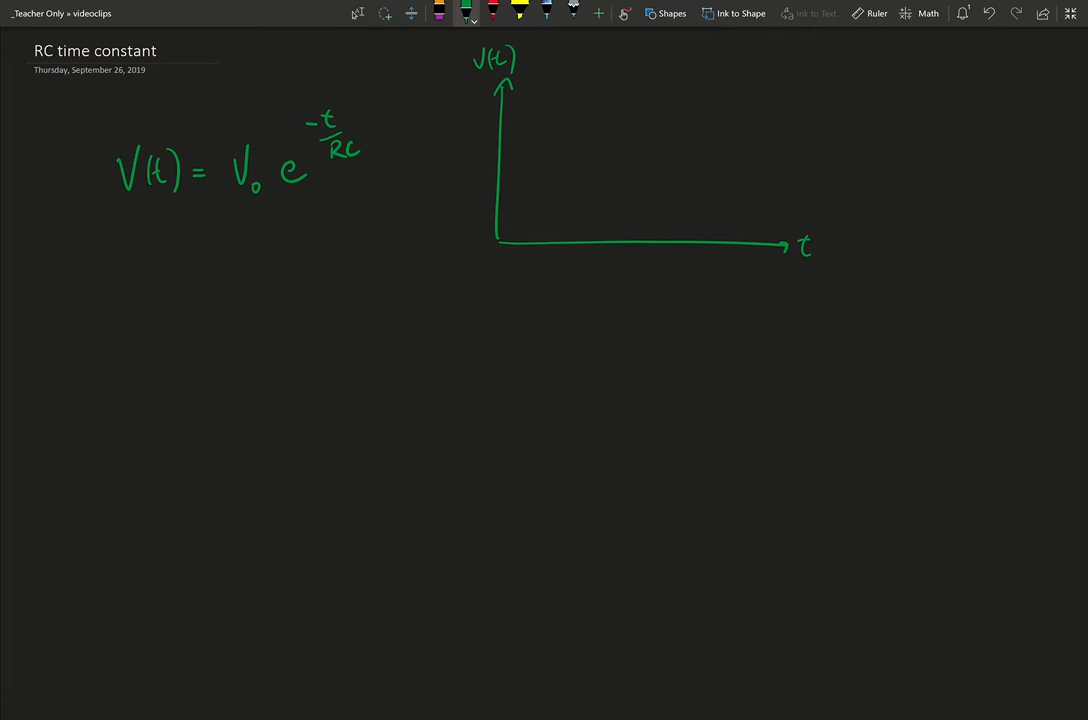 _Teacher Only » videoclips
Shapes
Ink to Shape
Ink to Text
Ruler
Math
1
RC time constant
Thursday, September 26, 2019
V(t) = V₀ e^(-t/RC)
V(t)
t